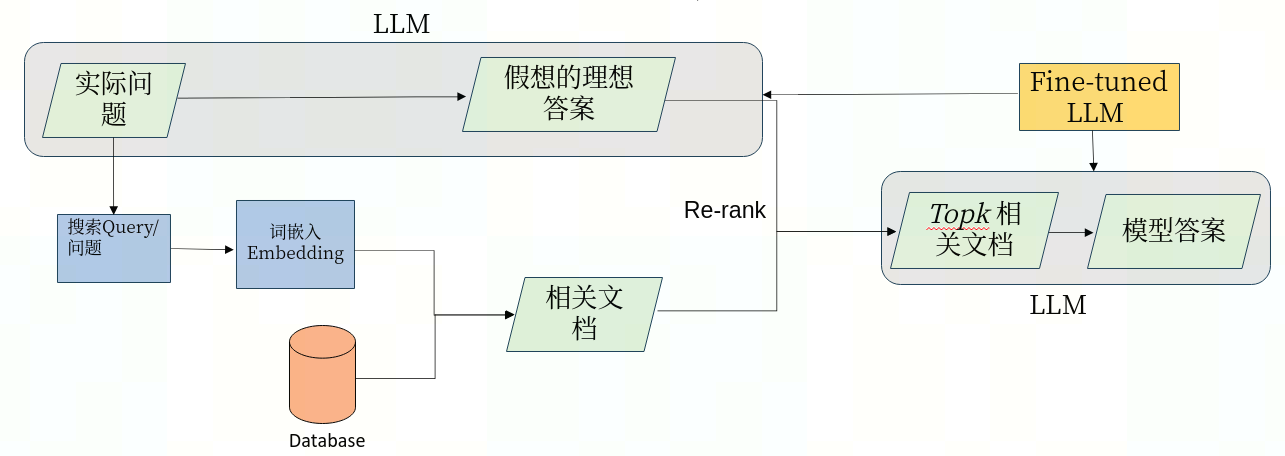 LLM
实际问
题
假想的理想
答案
Fine-tuned
LLM
搜索Query/
问题
词嵌入
Embedding
Re-rank
Topk 相
关文档
模型答案
LLM
相关文
档
Database